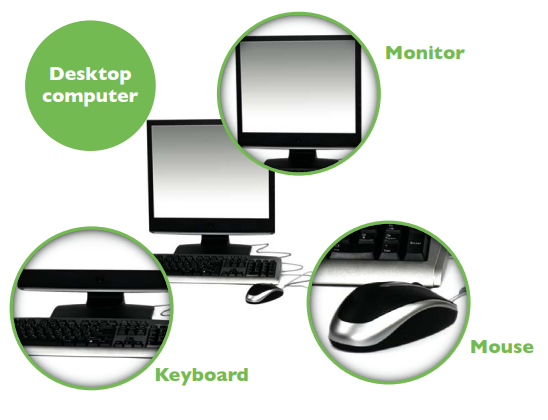 Desktop
computer
Monitor
Keyboard
Mouse